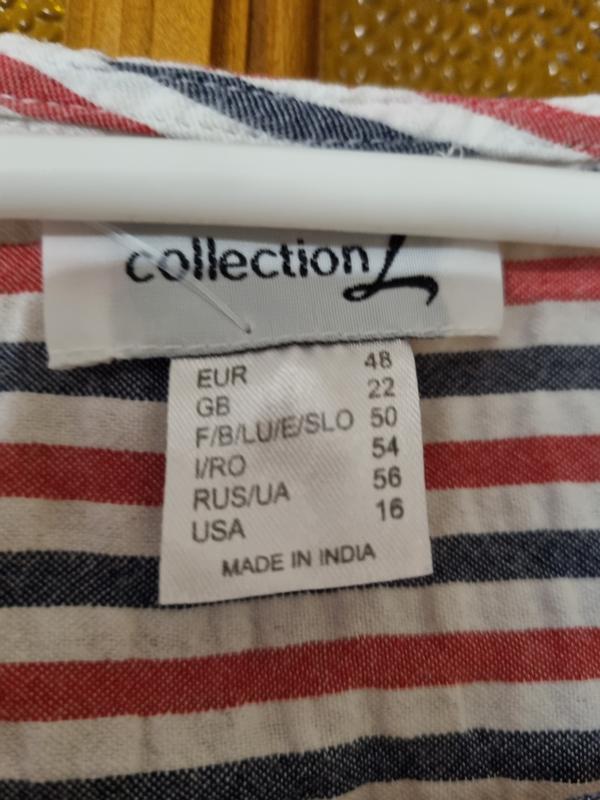 collection L
EUR 48
GB 22
F/B/LU/E/SLO 50
I/RO 54
RUS/UA 56
USA 16
MADE IN INDIA